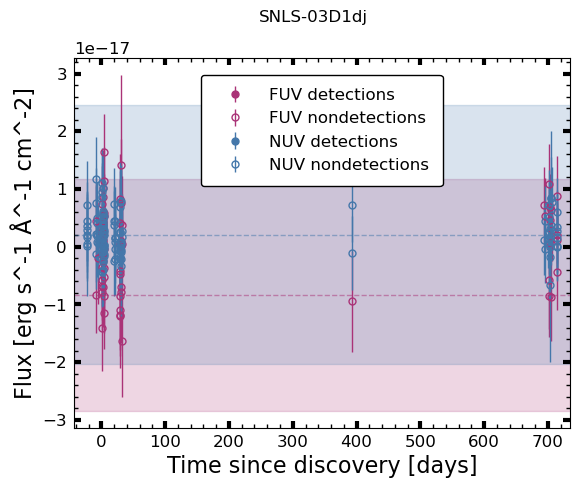 SNLS-03D1dj
1e−17
FUV detections
FUV nondetections
NUV detections
NUV nondetections
3
2
1
0
−1
−2
−3
Flux [erg s^-1 Å^-1 cm^-2]
0 100 200 300 400 500 600 700
Time since discovery [days]